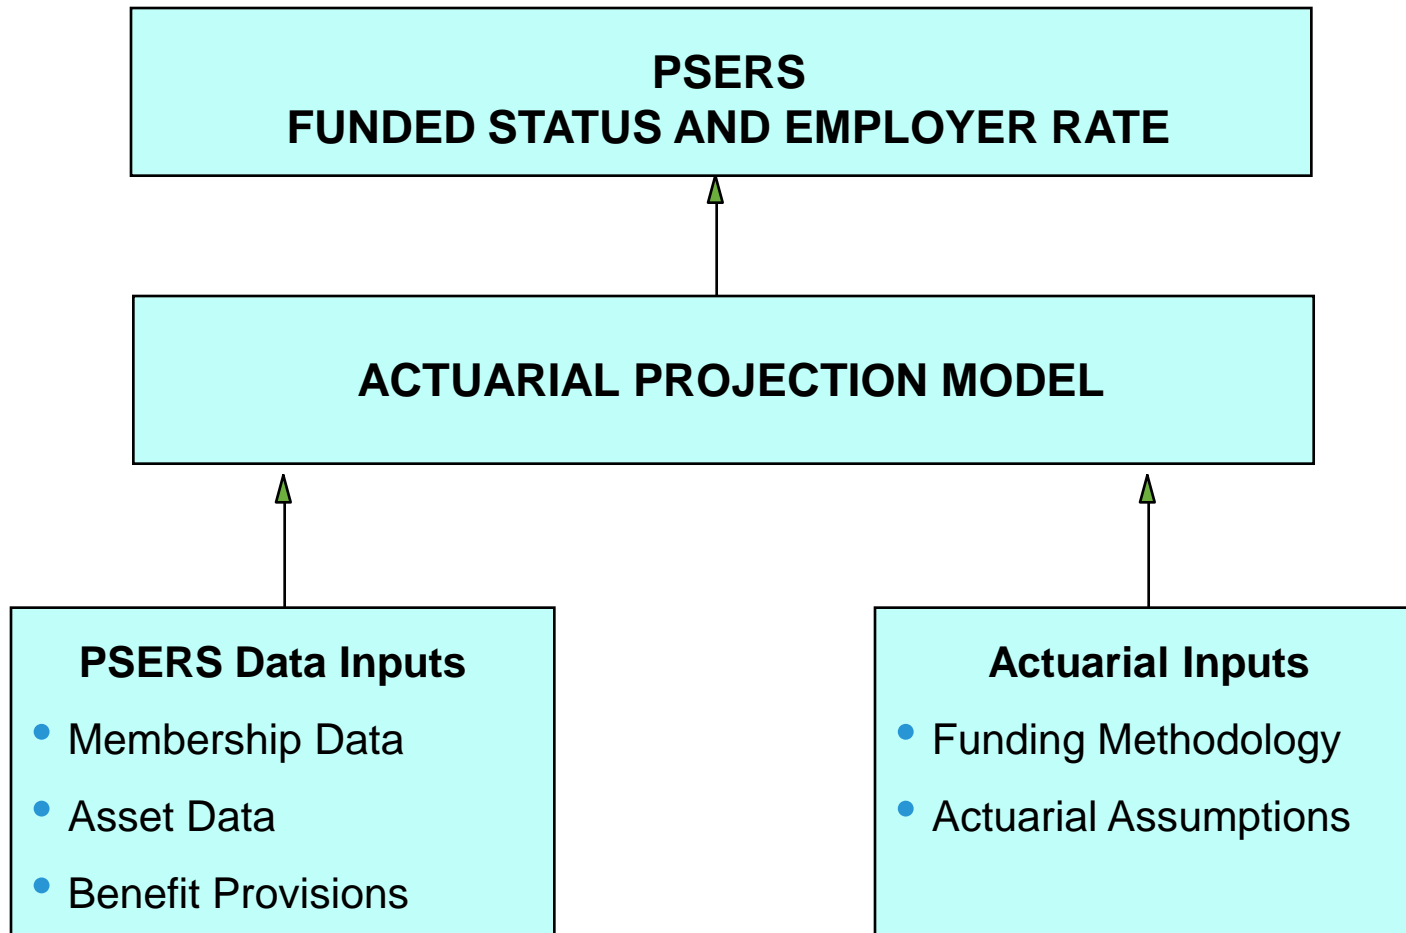 PSERS
FUNDED STATUS AND EMPLOYER RATE
ACTUARIAL PROJECTION MODEL
PSERS Data Inputs
• Membership Data
• Asset Data
• Benefit Provisions
Actuarial Inputs
• Funding Methodology
• Actuarial Assumptions